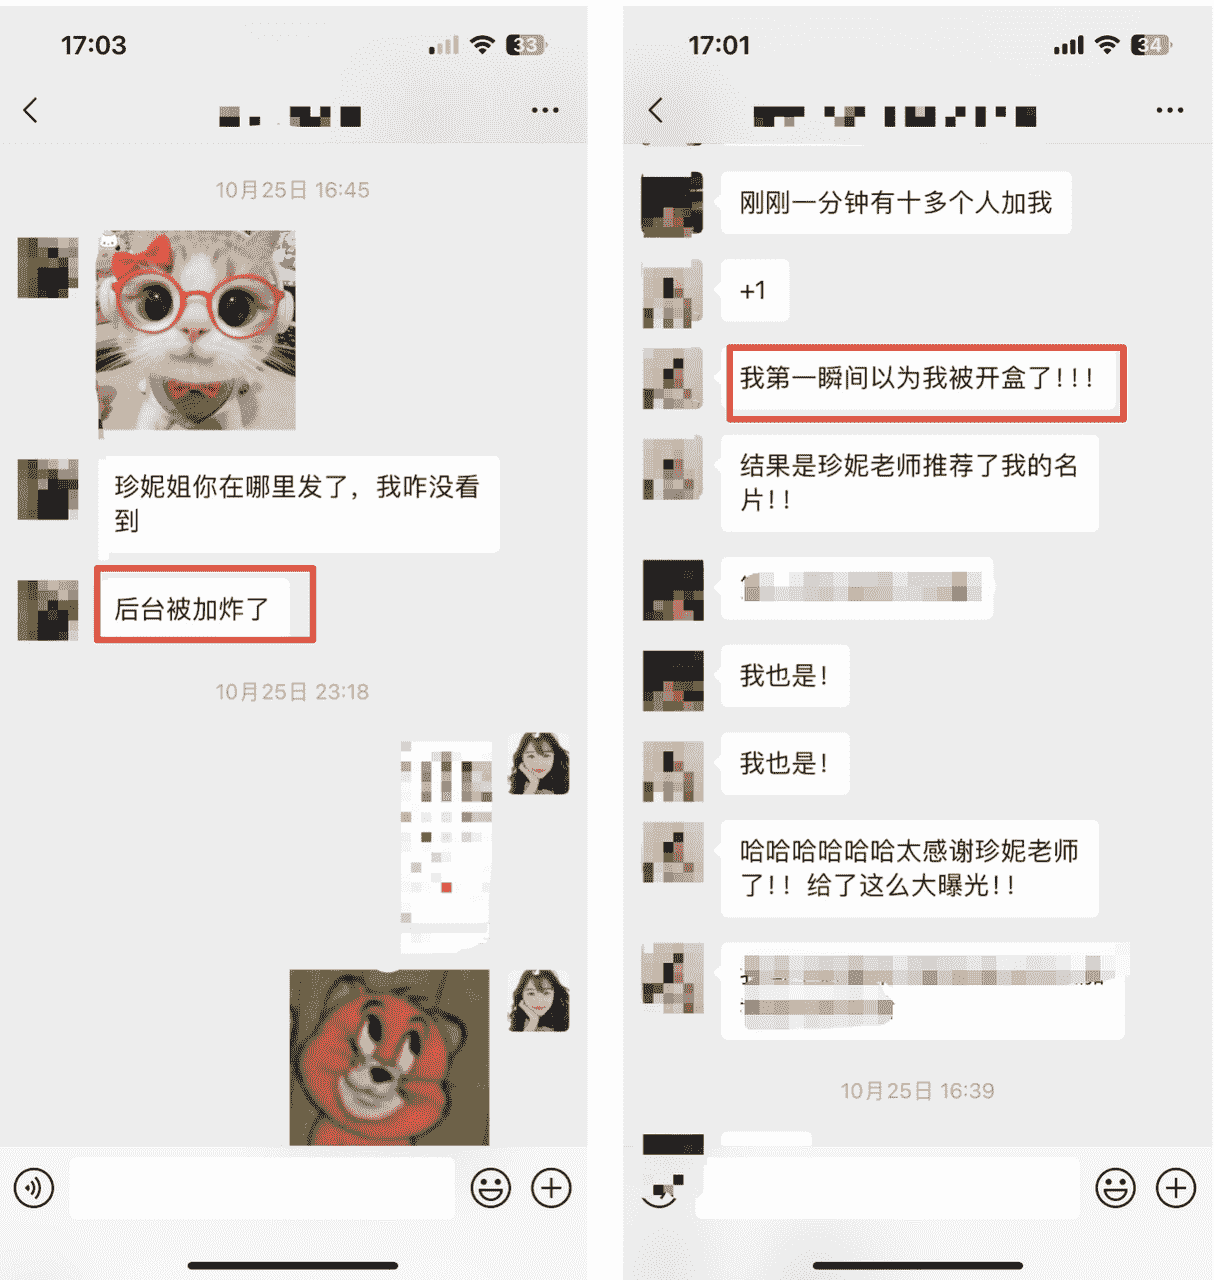 17:03
33
10月25日 16:45
珍妮姐你在哪里发了，我咋没看
到
后台被加炸了
10月25日 23:18
17:01
34
刚刚一分钟有十多个人加我
+1
我第一瞬间以为我被开盒了!!!
结果是珍妮老师推荐了我的名
片!!
我也是!
我也是!
哈哈哈哈哈哈太感谢珍妮老师
了!! 给了这么大曝光!!
10月25日 16:39